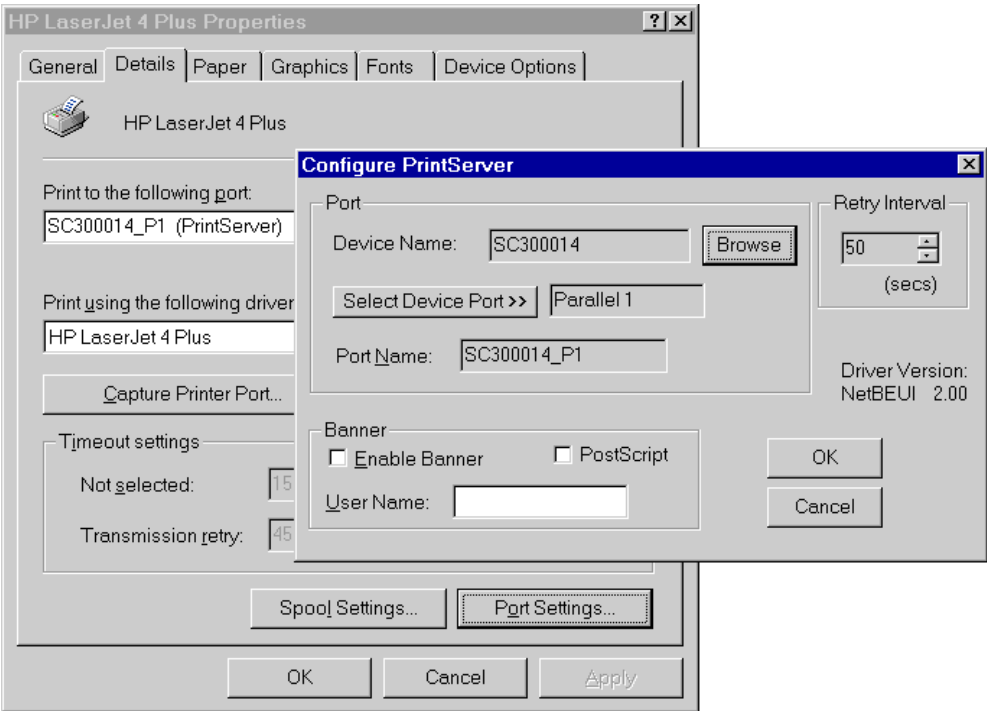 HP LaserJet 4 Plus Properties
General Details Paper Graphics Fonts Device Options
HP LaserJet 4 Plus
Print to the following port:
SC300014_P1 (PrintServer)
Print using the following driver
HP LaserJet 4 Plus
Capture Printer Port...
Timeout settings
Not selected: 15
Transmission retry: 45
Spool Settings... Port Settings...
OK Cancel Apply
Configure PrintServer
Port
Device Name: SC300014 Browse
Select Device Port >> Parallel 1
Port Name: SC300014_P1
Retry Interval
50
(secs)
Driver Version:
NetBEUI 2.00
Banner
Enable Banner PostScript
User Name:
OK
Cancel